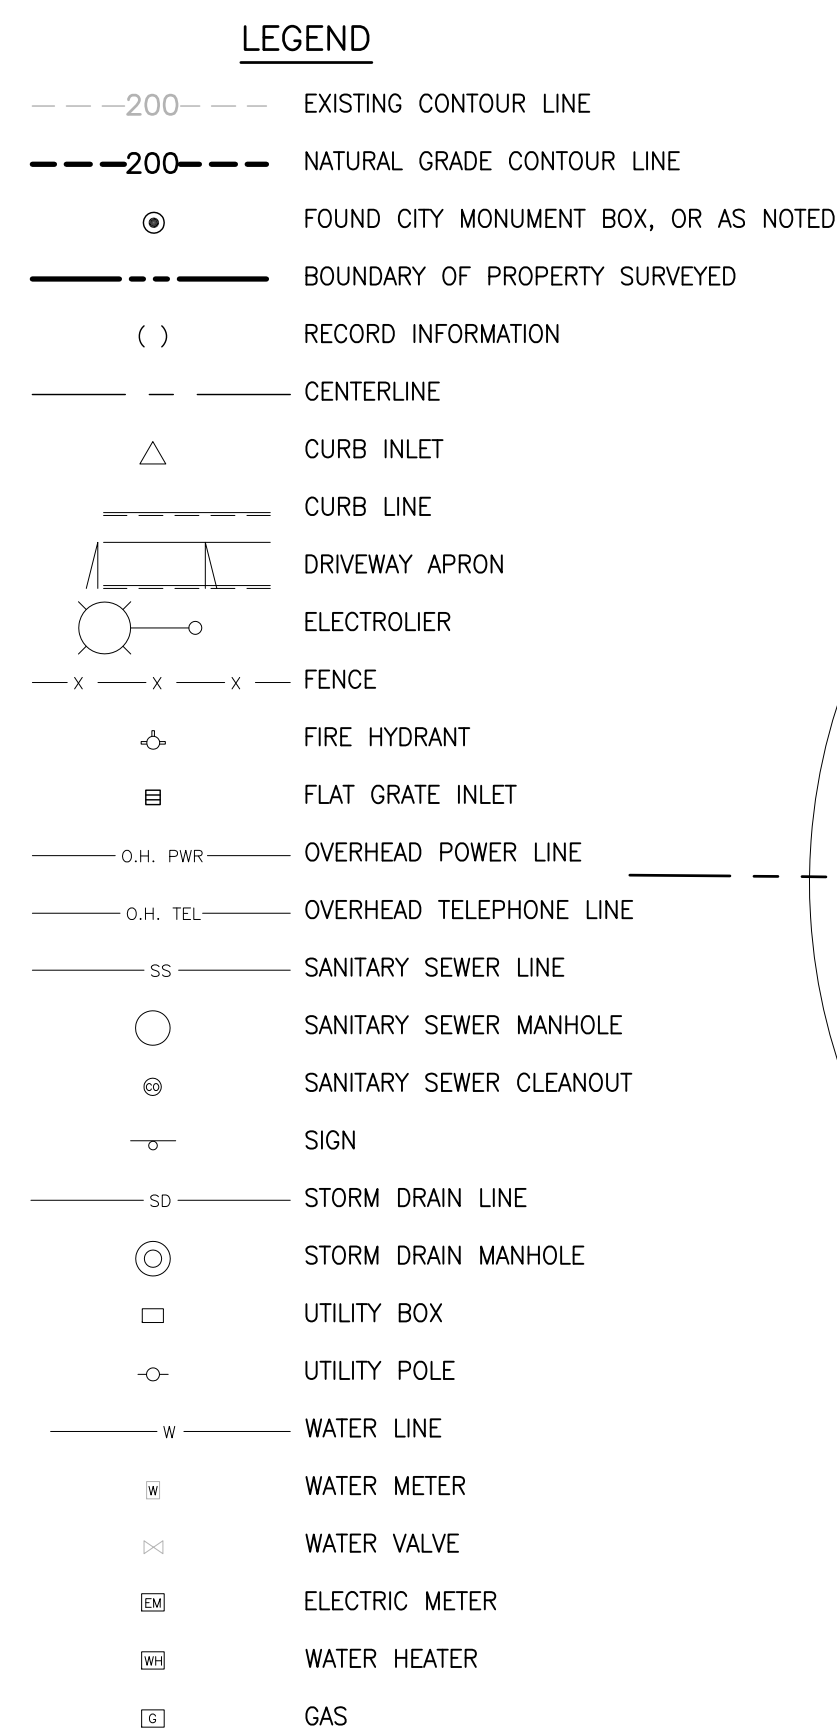 LEGEND
200 EXISTING CONTOUR LINE
200 NATURAL GRADE CONTOUR LINE
FOUND CITY MONUMENT BOX, OR AS NOTED
BOUNDARY OF PROPERTY SURVEYED
( ) RECORD INFORMATION
CENTERLINE
CURB INLET
CURB LINE
DRIVEWAY APRON
ELECTROLIER
X X X FENCE
FIRE HYDRANT
FLAT GRATE INLET
O.H. PWR OVERHEAD POWER LINE
O.H. TEL OVERHEAD TELEPHONE LINE
SS SANITARY SEWER LINE
SANITARY SEWER MANHOLE
CO SANITARY SEWER CLEANOUT
SIGN
SD STORM DRAIN LINE
STORM DRAIN MANHOLE
UTILITY BOX
UTILITY POLE
W WATER LINE
W WATER METER
WATER VALVE
EM ELECTRIC METER
WH WATER HEATER
G GAS